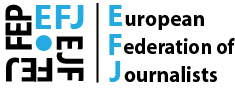 FEP EFJ
FEJ EJF
European
Federation of
Journalists